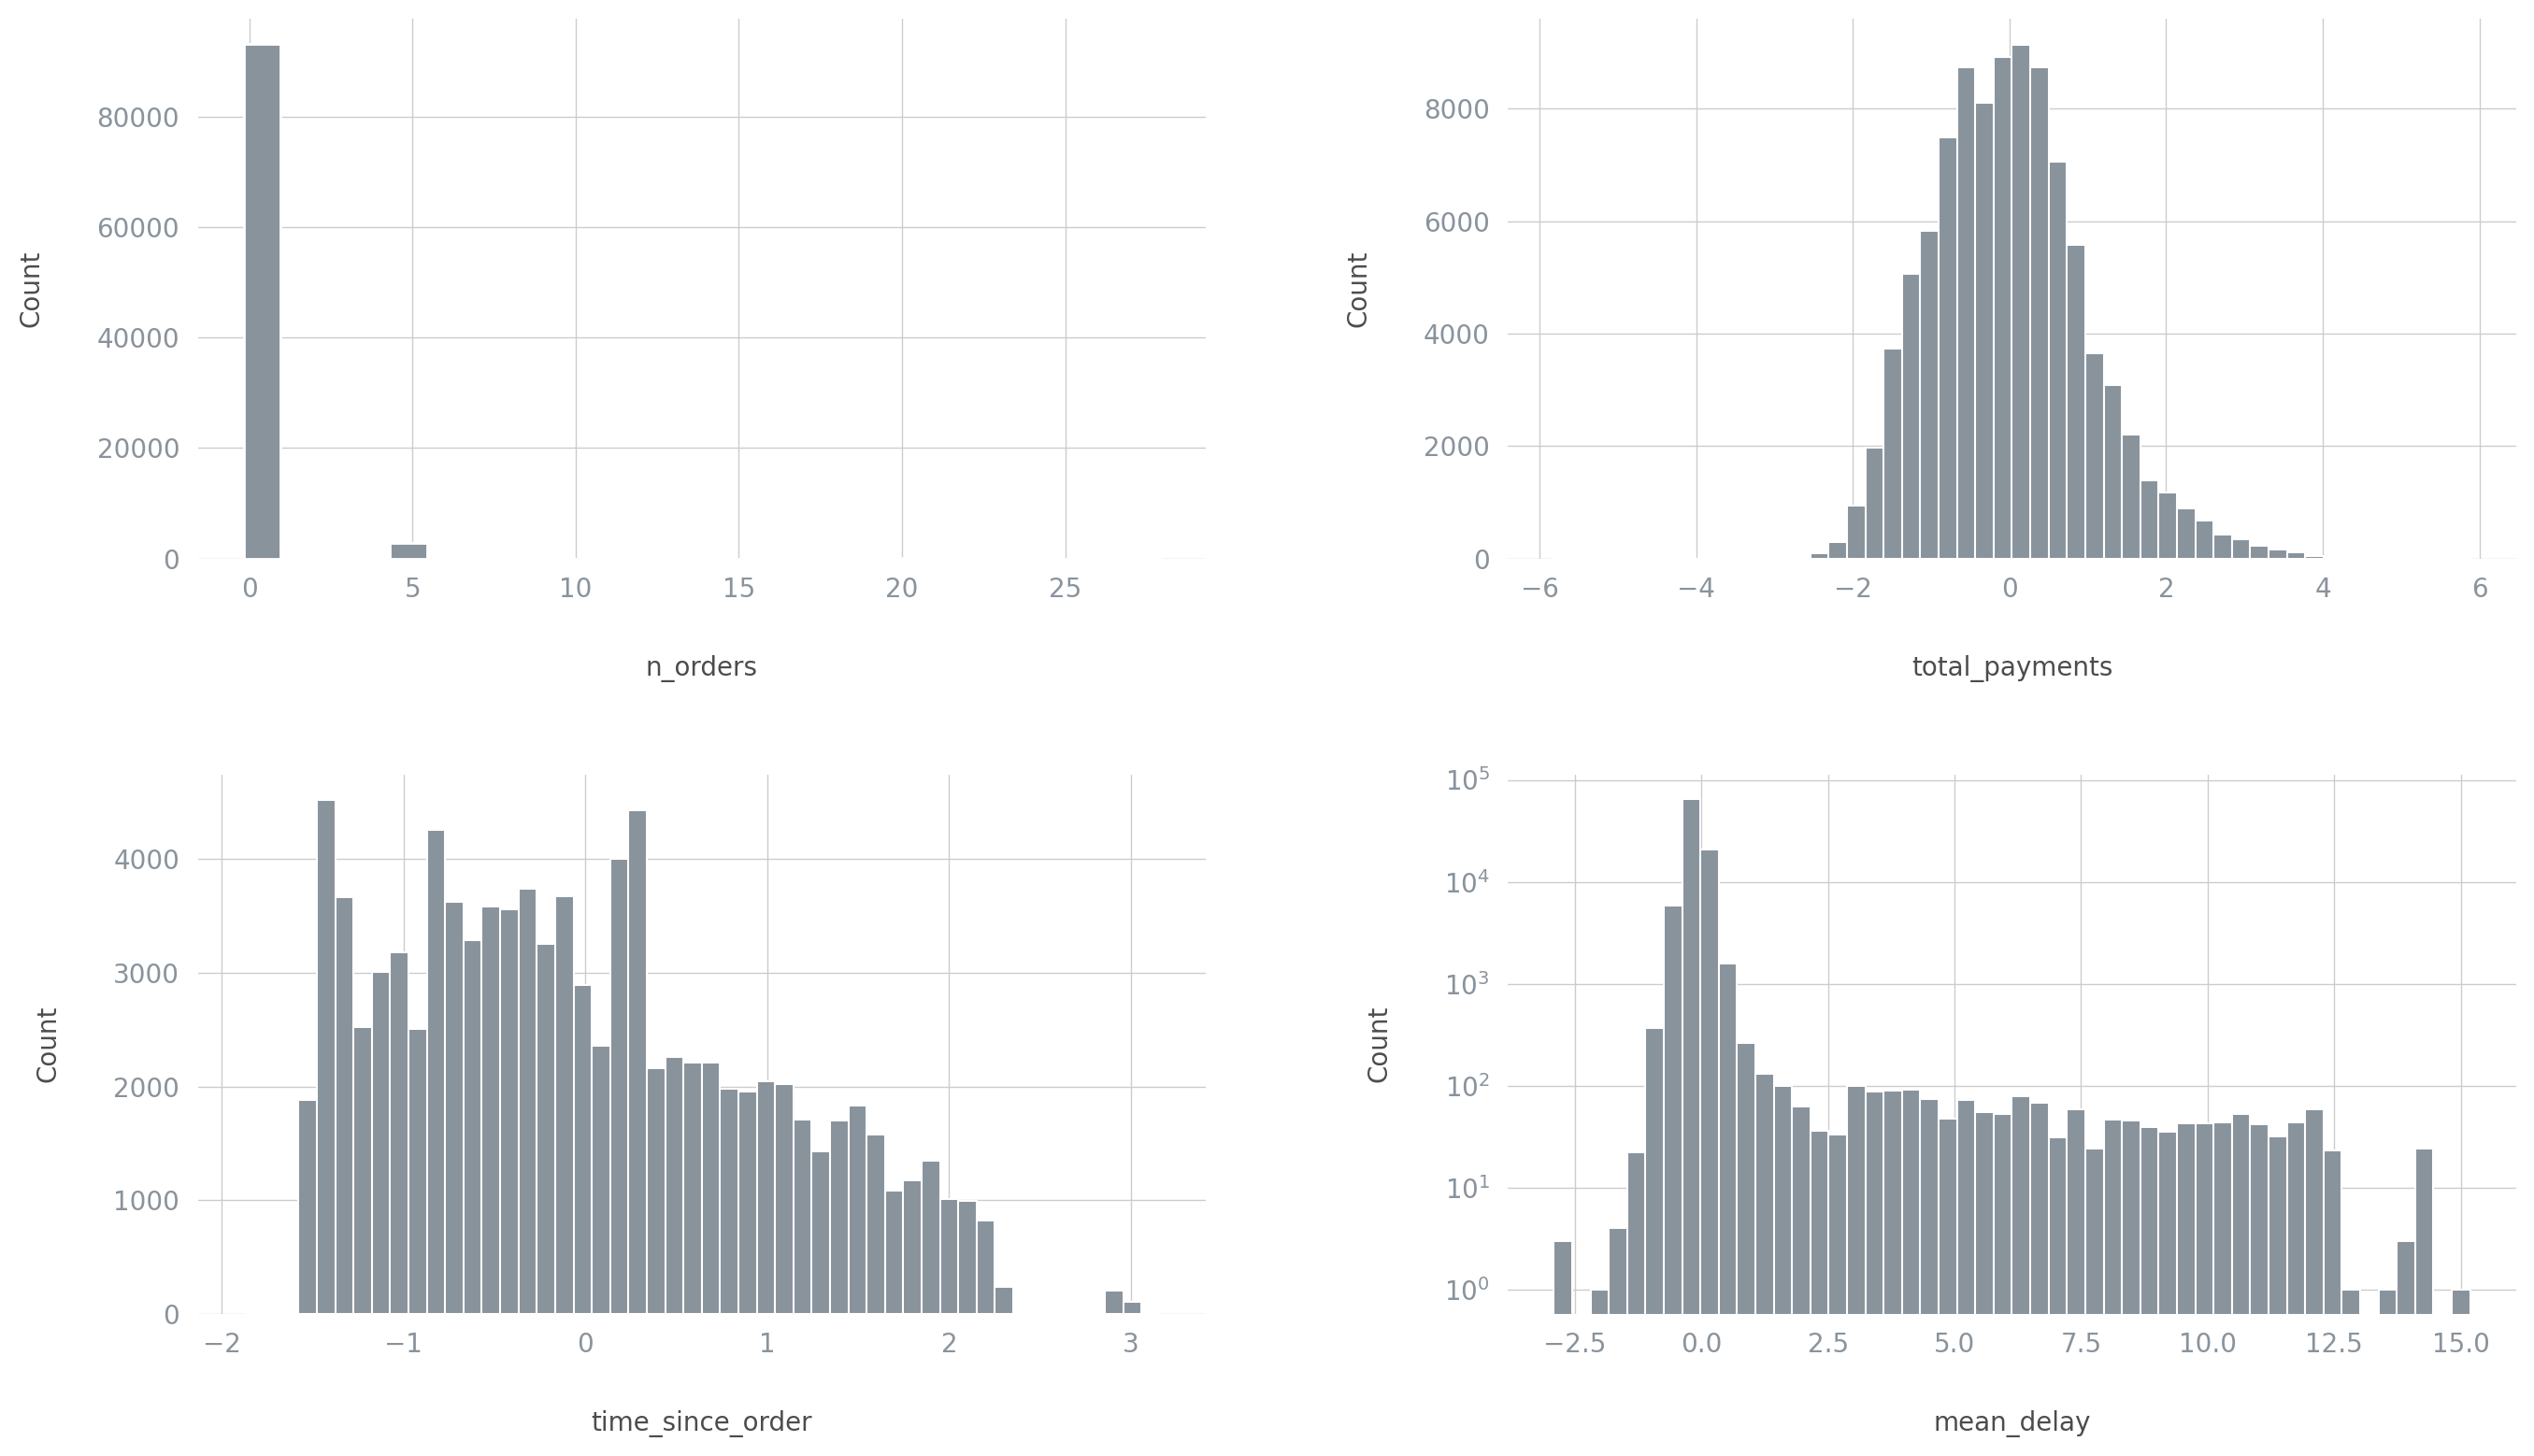 80000
60000
40000
20000
0
Count
0 5 10 15 20 25
n_orders
8000
6000
4000
2000
0
Count
−6 −4 −2 0 2 4 6
total_payments
4000
3000
2000
1000
0
Count
−2 −1 0 1 2 3
time_since_order
10⁵
10⁴
10³
10²
10¹
10⁰
Count
−2.5 0.0 2.5 5.0 7.5 10.0 12.5 15.0
mean_delay